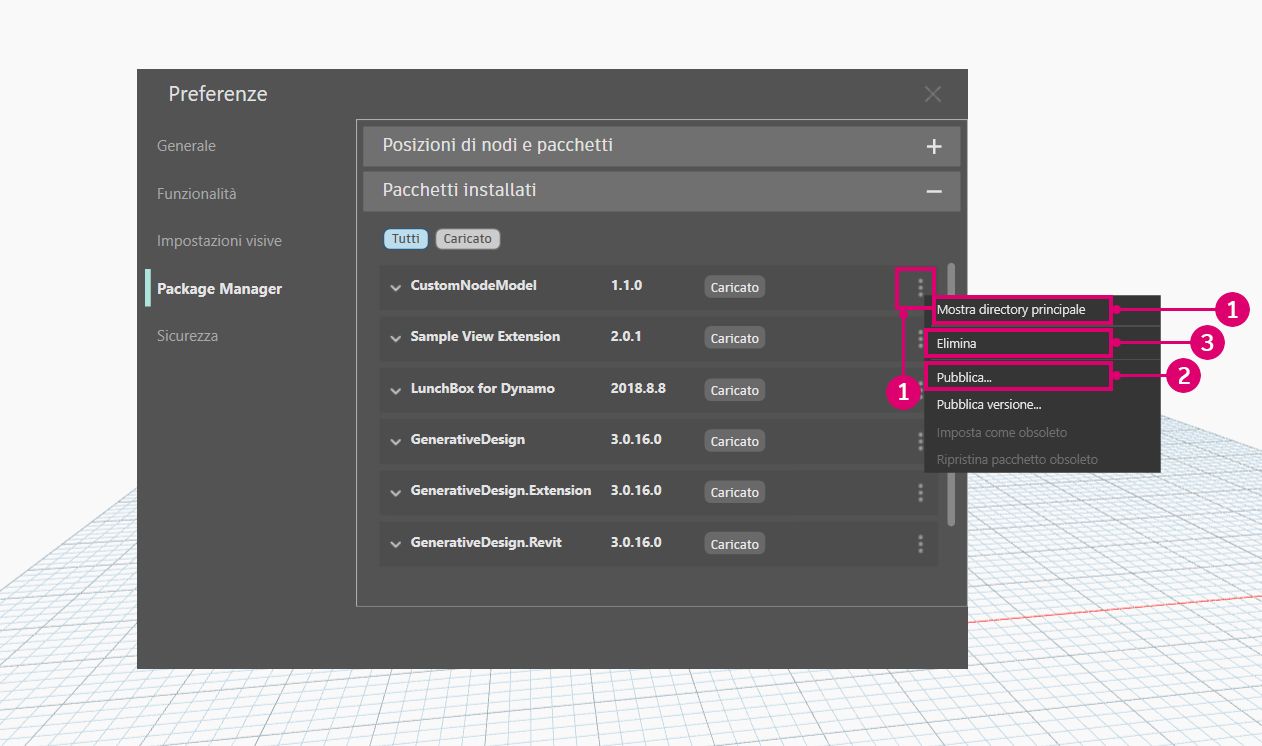 Preferenze
Generale
Funzionalità
Impostazioni visive
Package Manager
Sicurezza
Posizioni di nodi e pacchetti
Pacchetti installati
Tutti Caricato
CustomNodeModel 1.1.0 Caricato
Sample View Extension 2.0.1 Caricato
LunchBox for Dynamo 2018.8.8 Caricato
GenerativeDesign 3.0.16.0 Caricato
GenerativeDesign.Extension 3.0.16.0 Caricato
GenerativeDesign.Revit 3.0.16.0 Caricato
Mostra directory principale 1
Elimina 3
Pubblica... 2
1
Pubblica versione...
Imposta come obsoleto
Ripristina pacchetto obsoleto